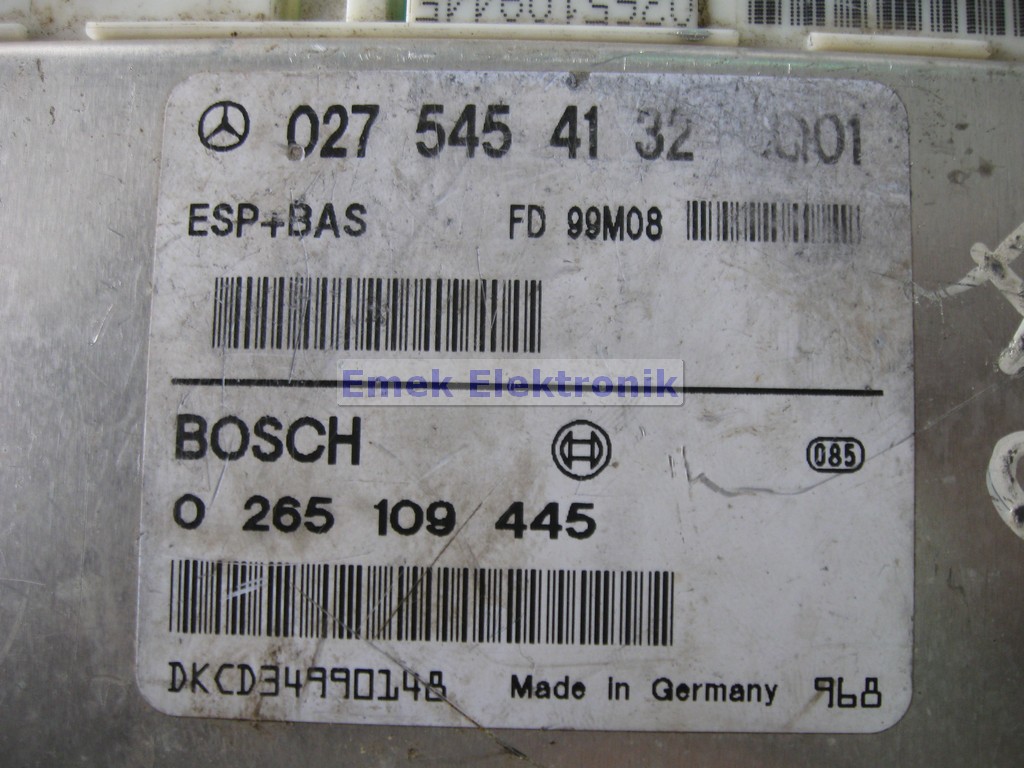 0265109445
027 545 41 32
ESP+BAS FD 99M08
Emek Elektronik
BOSCH 085
0 265 109 445
DKCD34990148 Made in Germany 968